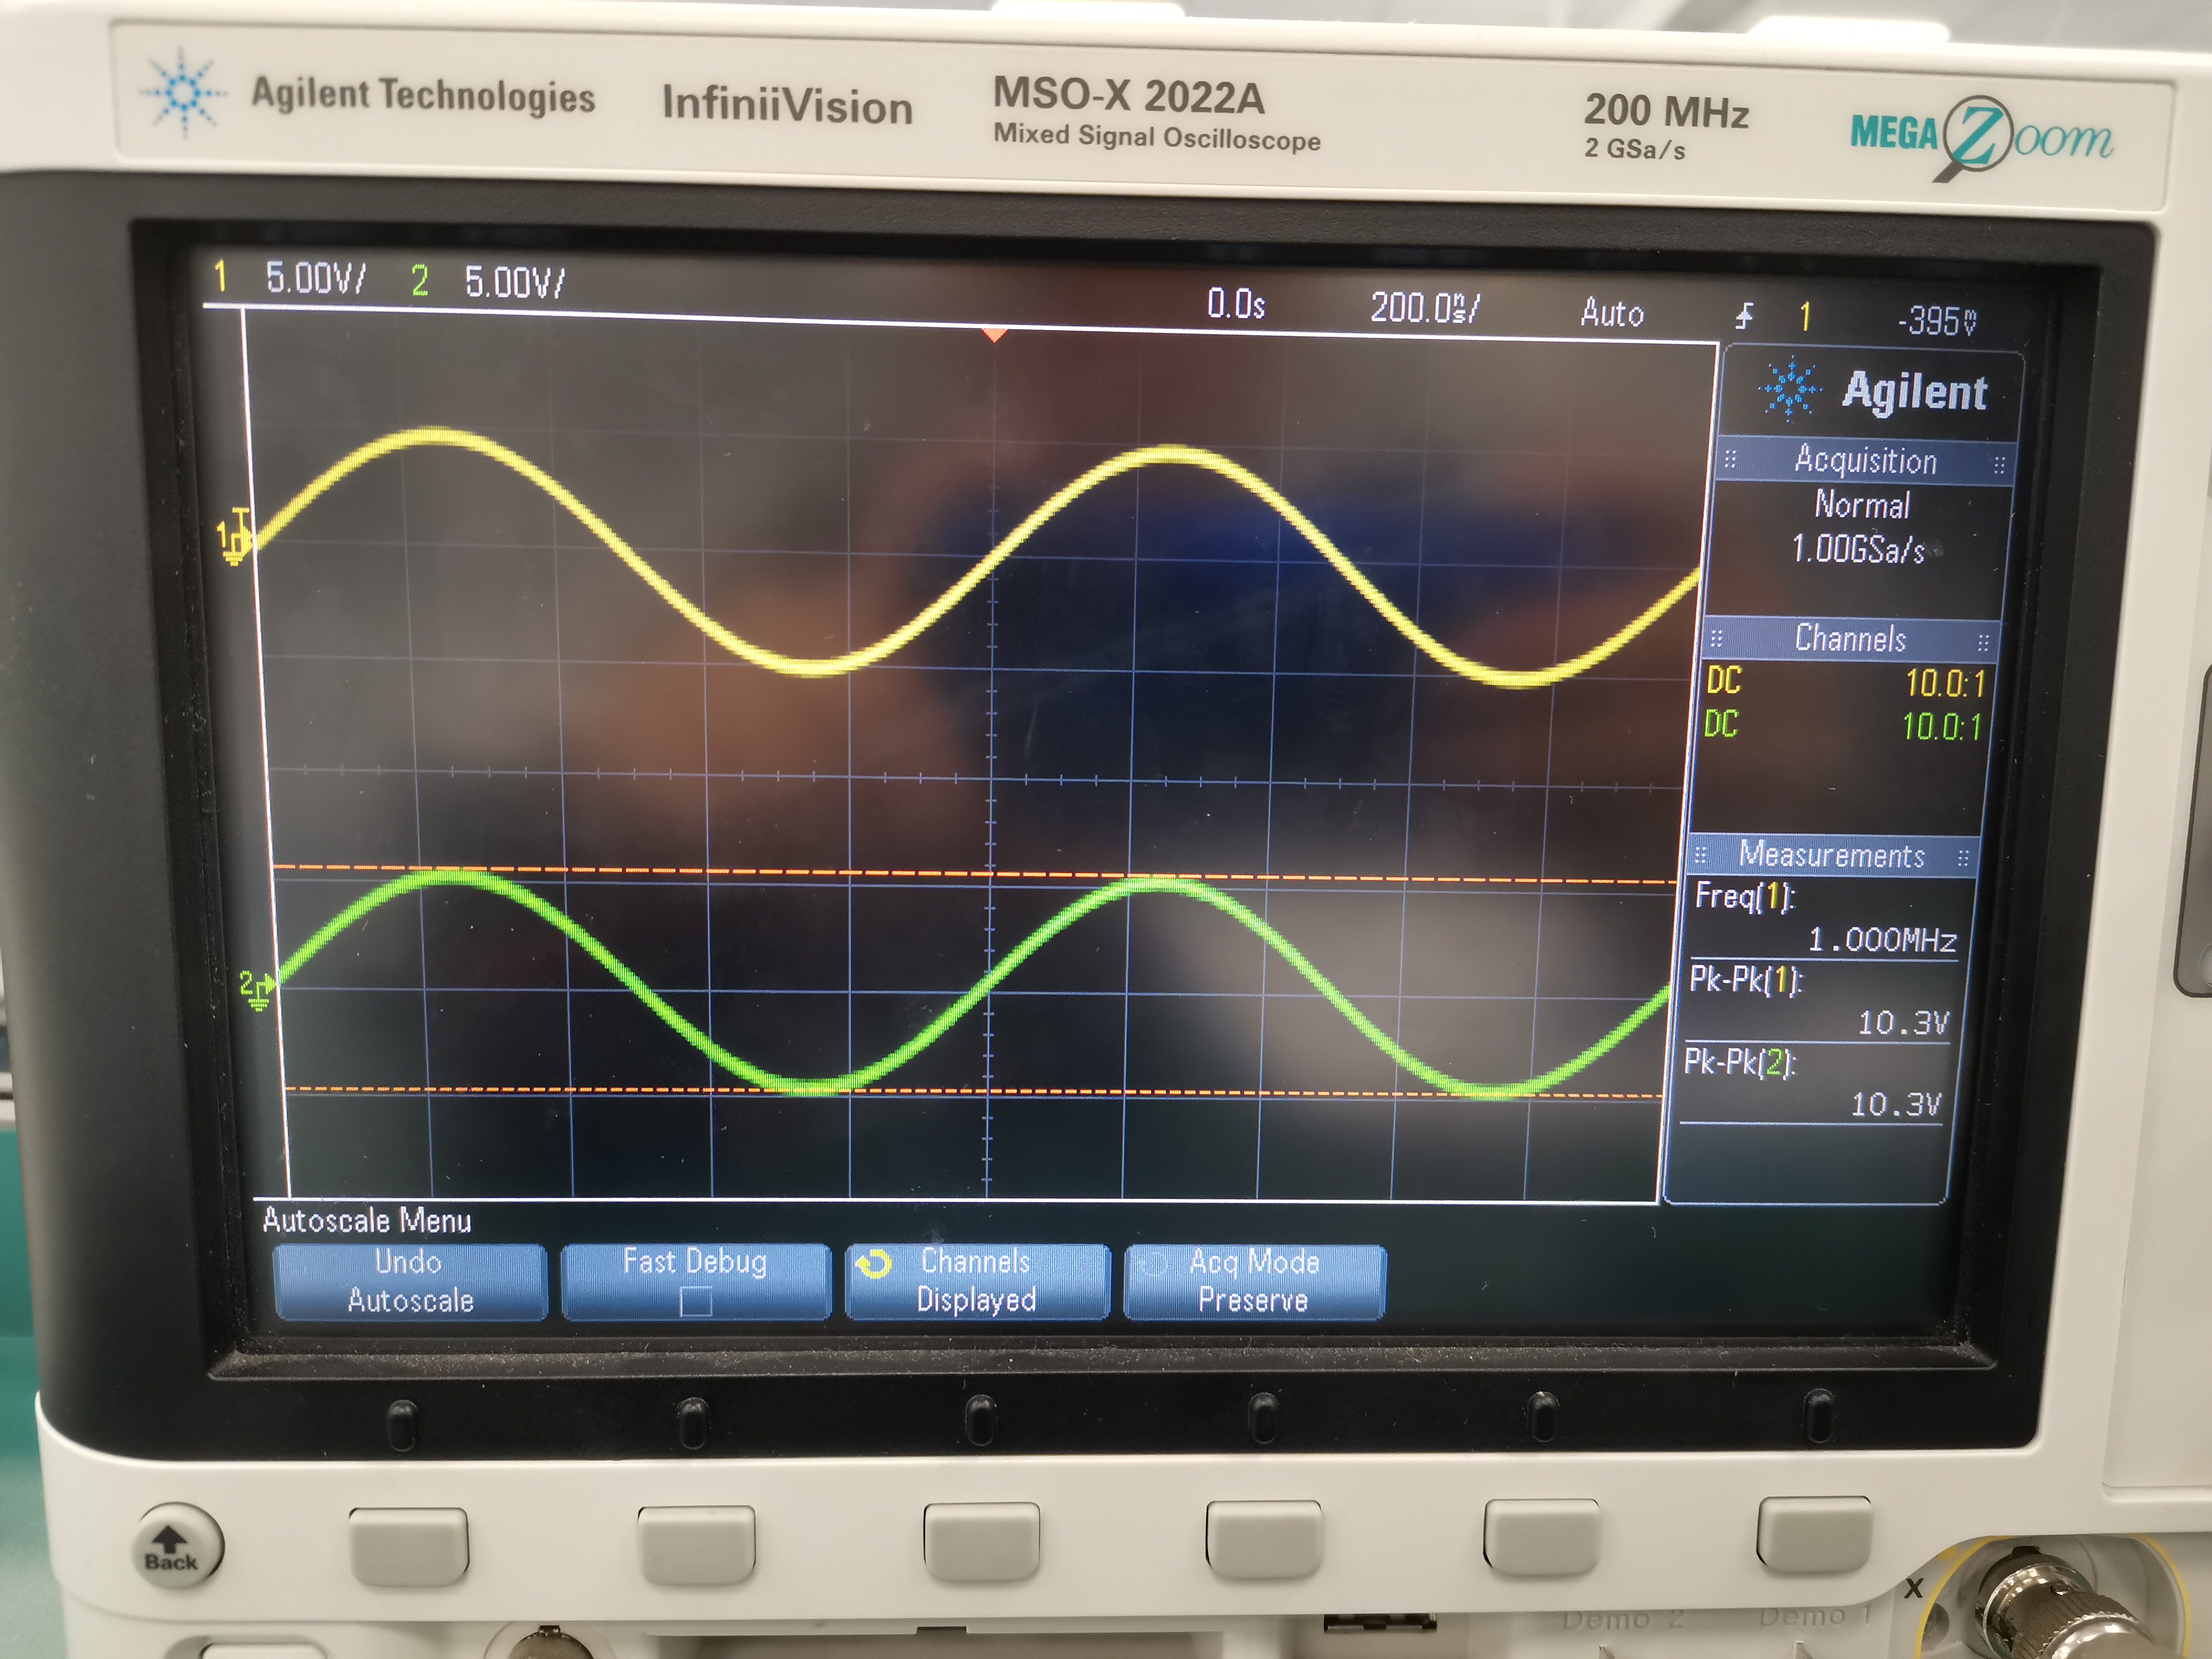 Agilent Technologies InfiniiVision MSO-X 2022A 200 MHz MEGA Zoom
Mixed Signal Oscilloscope 2 GSa/s
1 5.00V/ 2 5.00V/ 0.0s 200.0ns/ Auto 1 -395mV
Agilent
Acquisition
Normal
1.00GSa/s
Channels
DC 10.0:1
DC 10.0:1
Measurements
Freq(1):
1.000MHz
Pk-Pk(1):
10.3V
Pk-Pk(2):
10.3V
T
1
2
Autoscale Menu
Undo
Autoscale
Fast Debug
Channels
Displayed
Acq Mode
Preserve
Back
X
Demo 2 Demo 1